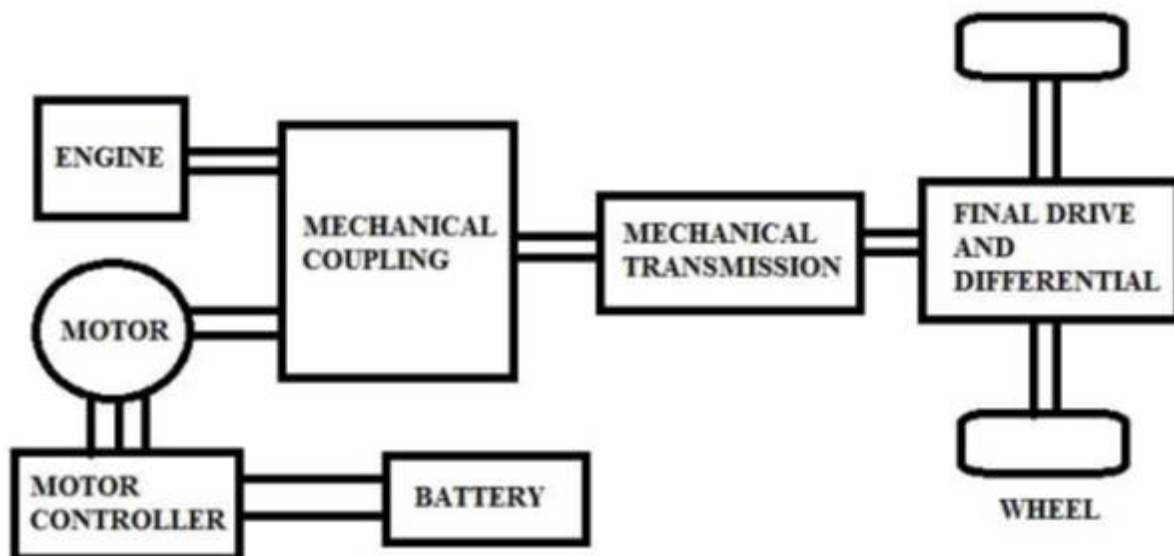 ENGINE
MECHANICAL
COUPLING
MECHANICAL
TRANSMISSION
FINAL DRIVE
AND
DIFFERENTIAL
MOTOR
MOTOR
CONTROLLER
BATTERY
WHEEL